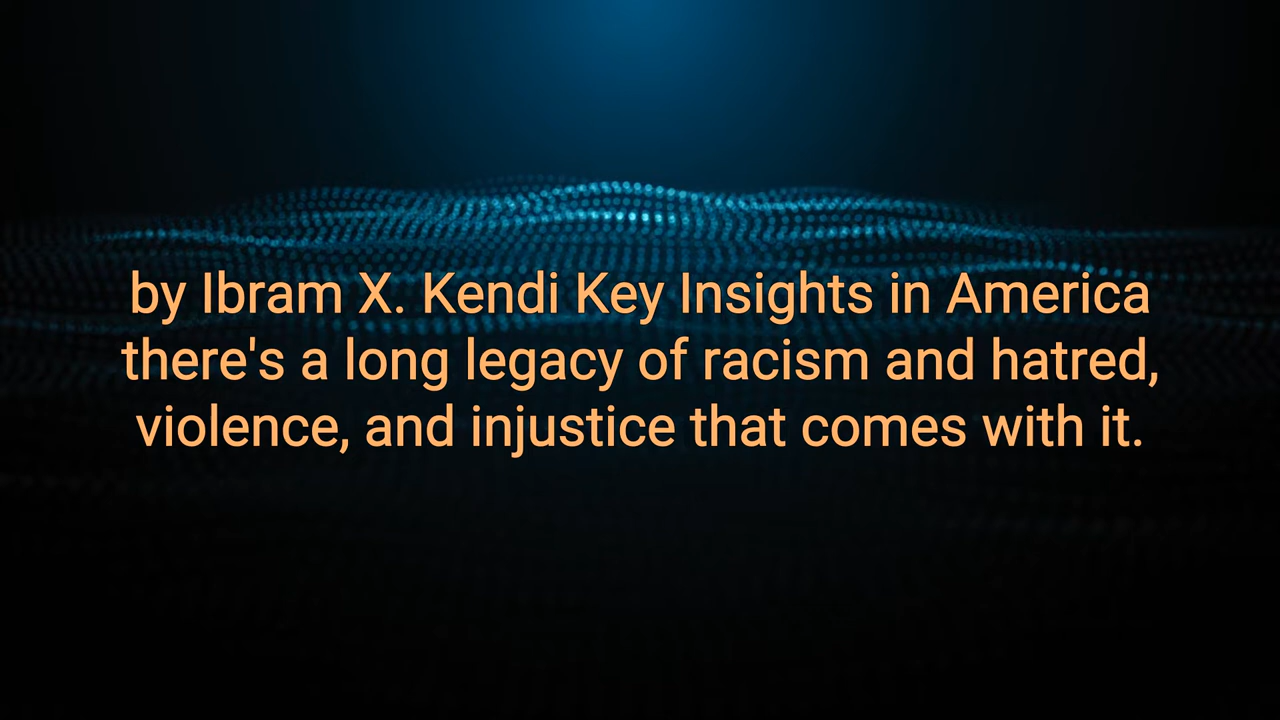 by Ibram X. Kendi Key Insights in America
there's a long legacy of racism and hatred,
violence, and injustice that comes with it.